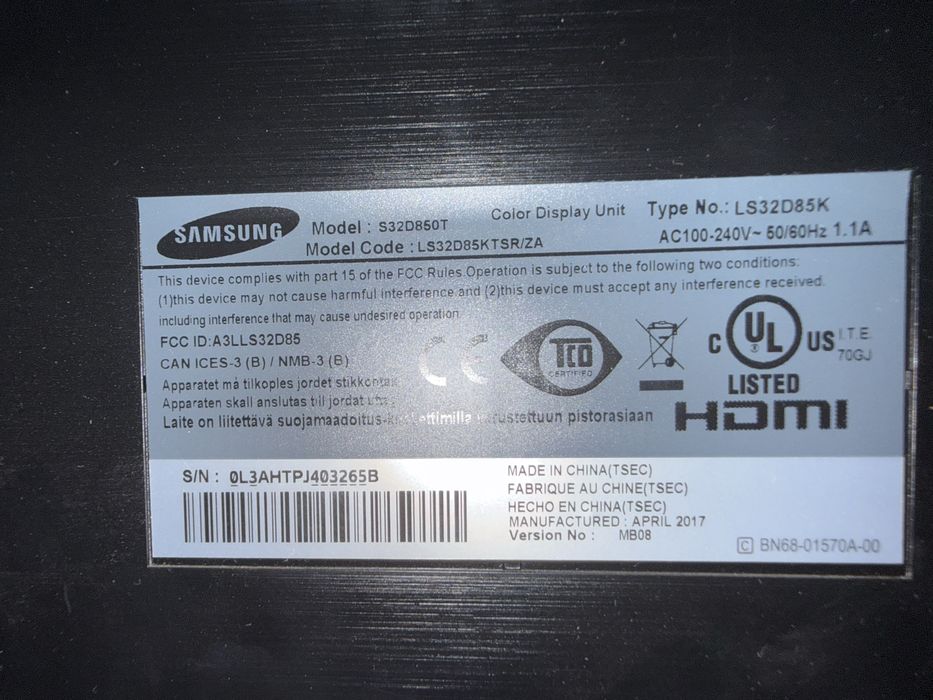 SAMSUNG
Model : S32D850T
Color Display Unit
Type No.: LS32D85K
Model Code : LS32D85KTSR/ZA
AC100-240V~ 50/60Hz 1.1A
This device complies with part 15 of the FCC Rules.Operation is subject to the following two conditions:
(1)this device may not cause harmful interference and (2)this device must accept any interference received.
including interference that may cause undesired operation.
FCC ID:A3LLS32D85
CAN ICES-3 (B) / NMB-3 (B)
Apparatet må tilkoples jordet
Apparaten skall anslutas till jordat
Laite on liitettävä pistorasiaan
CE
TCO
CERTIFIED
C UL US
®
LISTED
I.T.E.
70GJ
HDMI
S/N : 0L3AHTPJ403265B
MADE IN CHINA(TSEC)
FABRIQUE AU CHINE(TSEC)
HECHO EN CHINA(TSEC)
MANUFACTURED : APRIL 2017
Version No : MB08
C BN68-01570A-00